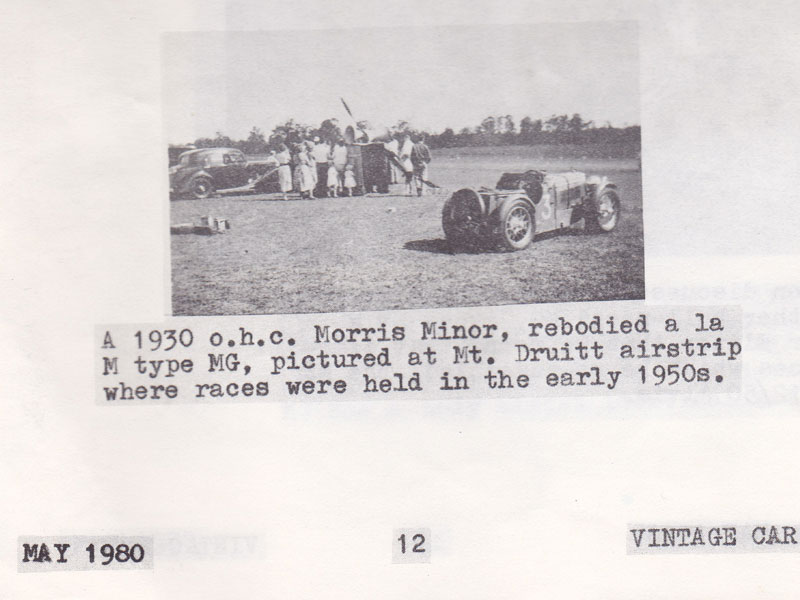 A 1930 o.h.c. Morris Minor, rebodied a la
M type MG, pictured at Mt. Druitt airstrip
where races were held in the early 1950s.
MAY 1980 12 VINTAGE CAR